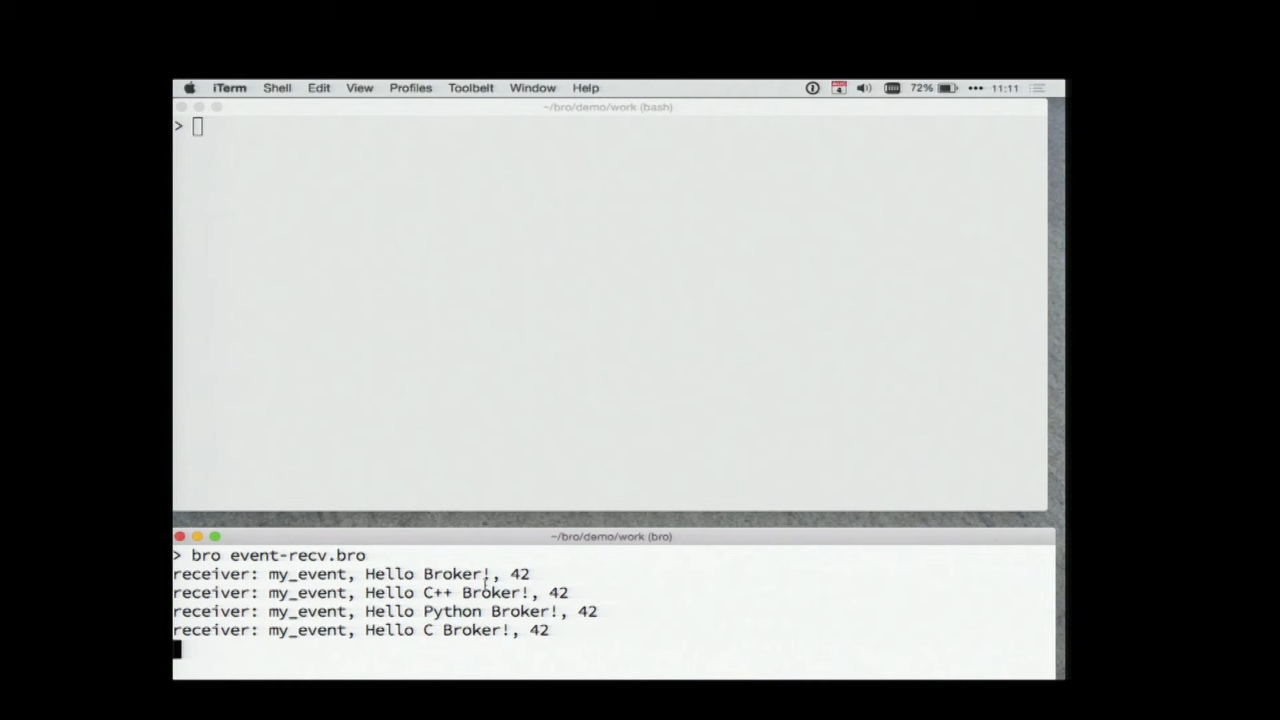 iTerm Shell Edit View Profiles Toolbelt Window Help 72% 11:11
~/bro/demo/work (bash)
>
~/bro/demo/work (bro)
> bro event-recv.bro
receiver: my_event, Hello Broker!, 42
receiver: my_event, Hello C++ Broker!, 42
receiver: my_event, Hello Python Broker!, 42
receiver: my_event, Hello C Broker!, 42